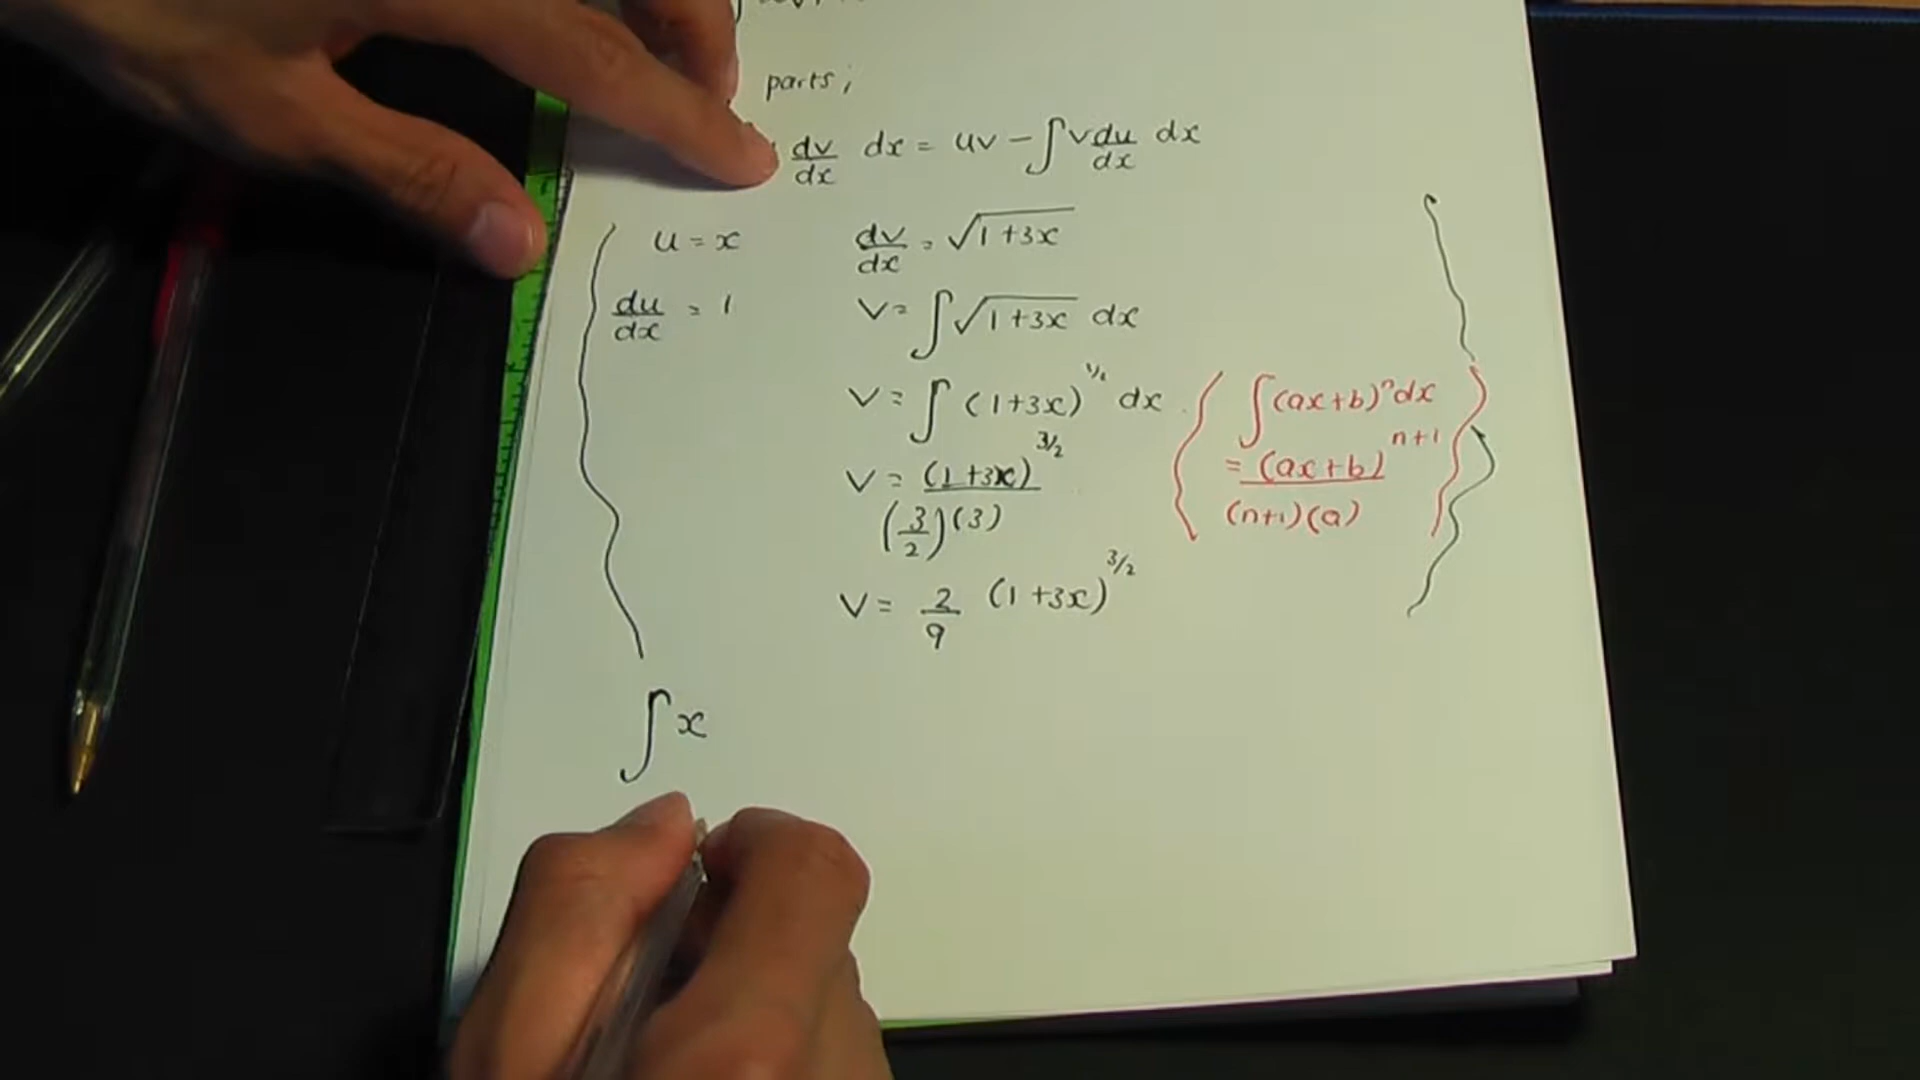 parts;
dv/dx dx = uv - ∫ v du/dx dx
u = x dv/dx = √(1+3x)
du/dx = 1 v = ∫ √(1+3x) dx
v = ∫ (1+3x)^(1/2) dx ∫(ax+b)^n dx
v = (1+3x)^(3/2) / (3/2)(3) = (ax+b)^(n+1) / (n+1)(a)
v = 2/9 (1+3x)^(3/2)
∫ x